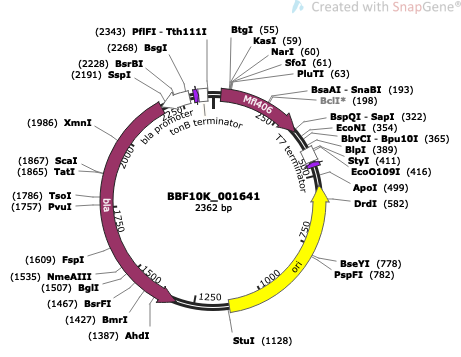 Created with SnapGene®
(2343) PflFI - Tth111I
(2268) BsgI
(2228) BsrBI
(2191) SspI
BtgI (55)
KasI (59)
NarI (60)
SfoI (61)
PluTI (63)
BsaAI - SnaBI (193)
BclI* (198)
BspQI - SapI (322)
EcoNI (354)
BbvCI - Bpu10I (365)
BlpI (389)
StyI (411)
EcoO109I (416)
ApoI (499)
DrdI (582)
BseYI (778)
PspFI (782)
StuI (1128)
(1986) XmnI
(1867) ScaI
(1865) TatI
(1786) TsoI
(1757) PvuI
(1609) FspI
(1535) NmeAIII
(1507) BglI
(1467) BsrFI
(1427) BmrI
(1387) AhdI
Mfl406
bla promoter
tonB terminator
T7 terminator
bla
ori
BBF10K_001641
2362 bp
250
500
750
1000
1250
1500
1750
2000
2250